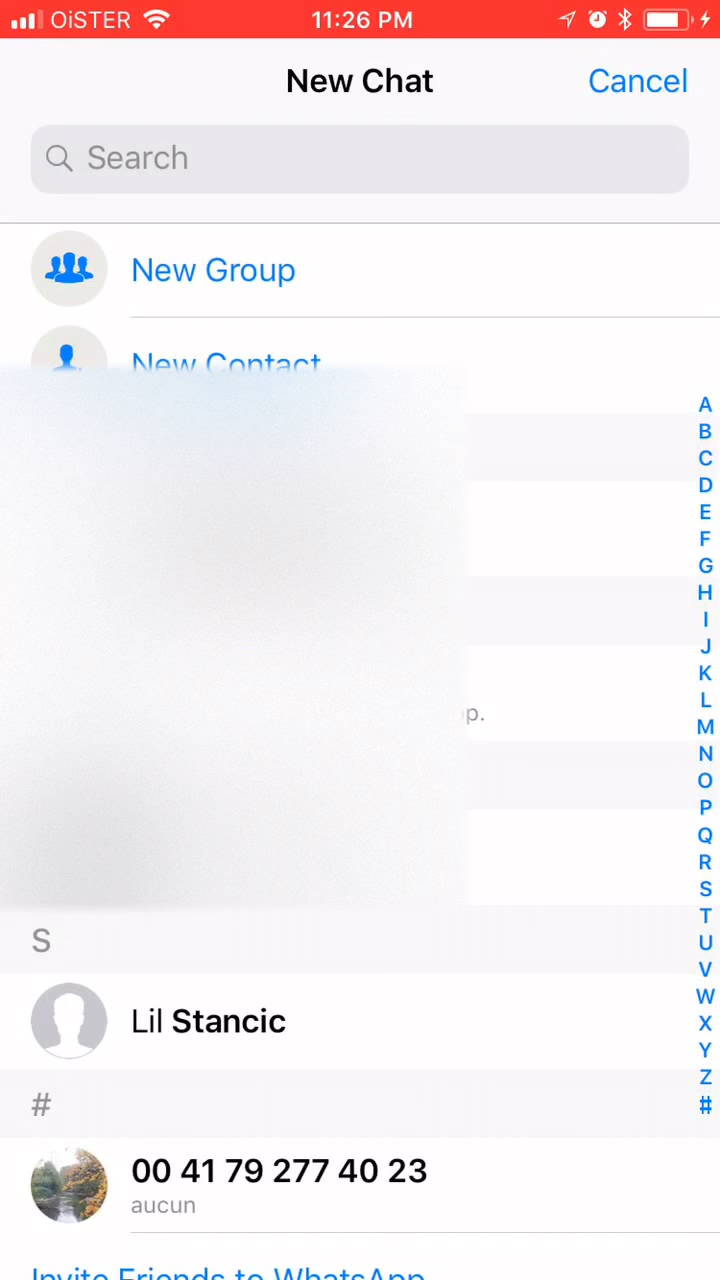 OiSTER 11:26 PM
New Chat Cancel
Search
New Group
New Contact
A
B
C
D
E
F
G
H
I
J
K
L
M
N
O
P
Q
R
S
T
U
V
W
X
Y
Z
#
p.
S
Lil Stancic
#
00 41 79 277 40 23
aucun
Invite Friends to WhatsApp